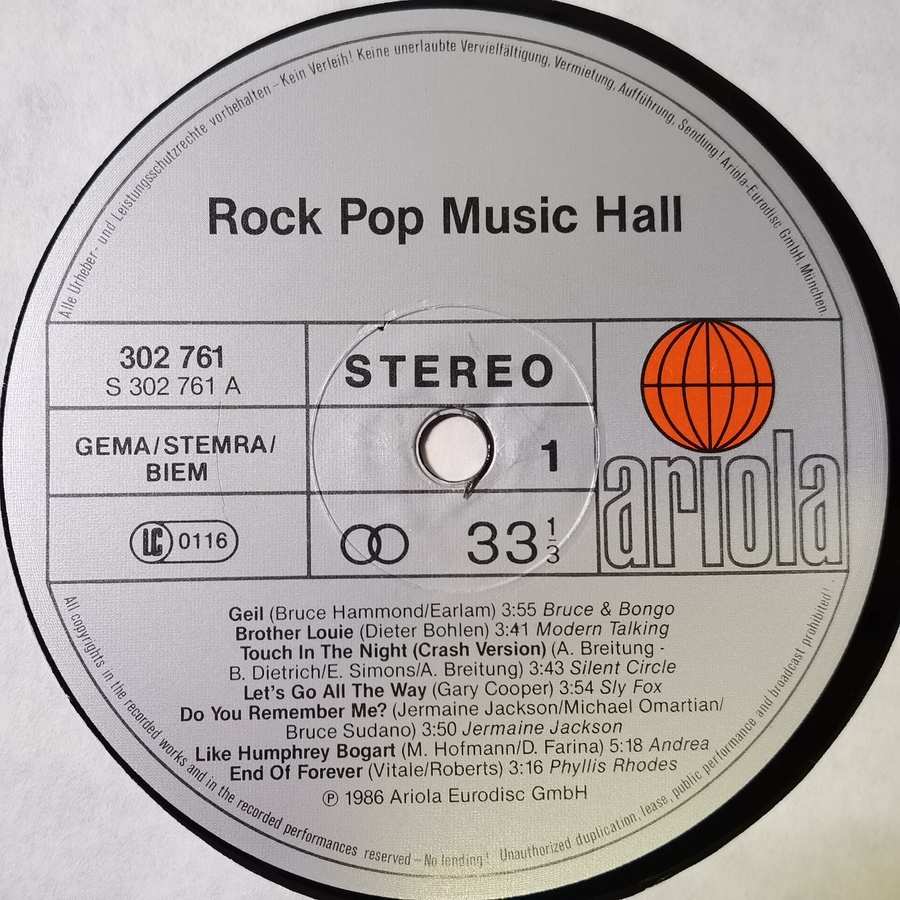 Alle Urheber- und Leistungsschutzrechte vorbehalten – Kein Verleih! Keine unerlaubte Vervielfältigung, Vermietung, Aufführung, Sendung! Ariola-Eurodisc GmbH, München.
Rock Pop Music Hall
302 761
S 302 761 A
STEREO
GEMA/STEMRA/
BIEM
1
LC 0116
33 1/3
ariola
Geil (Bruce Hammond/Earlam) 3:55 Bruce & Bongo
Brother Louie (Dieter Bohlen) 3:41 Modern Talking
Touch In The Night (Crash Version) (A. Breitung -
B. Dietrich/E. Simons/A. Breitung) 3:43 Silent Circle
Let's Go All The Way (Gary Cooper) 3:54 Sly Fox
Do You Remember Me? (Jermaine Jackson/Michael Omartian/
Bruce Sudano) 3:50 Jermaine Jackson
Like Humphrey Bogart (M. Hofmann/D. Farina) 5:18 Andrea
End Of Forever (Vitale/Roberts) 3:16 Phyllis Rhodes
℗ 1986 Ariola Eurodisc GmbH
All copyrights in the recorded works and in the recorded performances reserved – No lending! Unauthorized duplication, lease, public performance and broadcast prohibited!